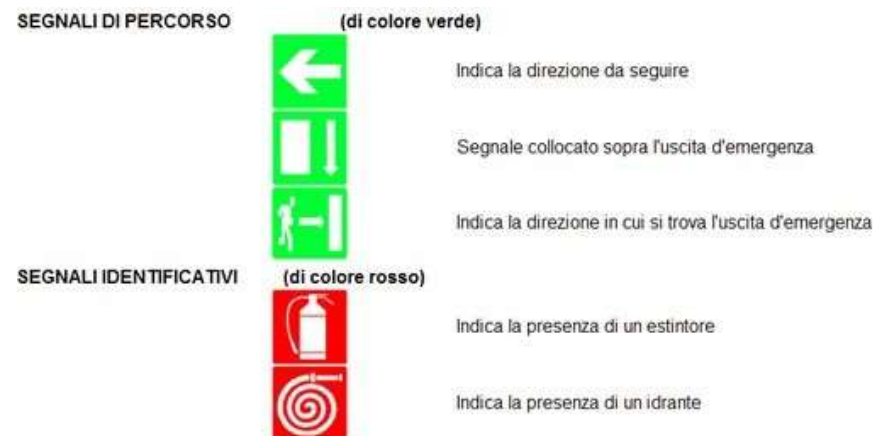 SEGNALI DI PERCORSO (di colore verde)
Indica la direzione da seguire
Segnale collocato sopra l'uscita d'emergenza
Indica la direzione in cui si trova l'uscita d'emergenza
SEGNALI IDENTIFICATIVI (di colore rosso)
Indica la presenza di un estintore
Indica la presenza di un idrante